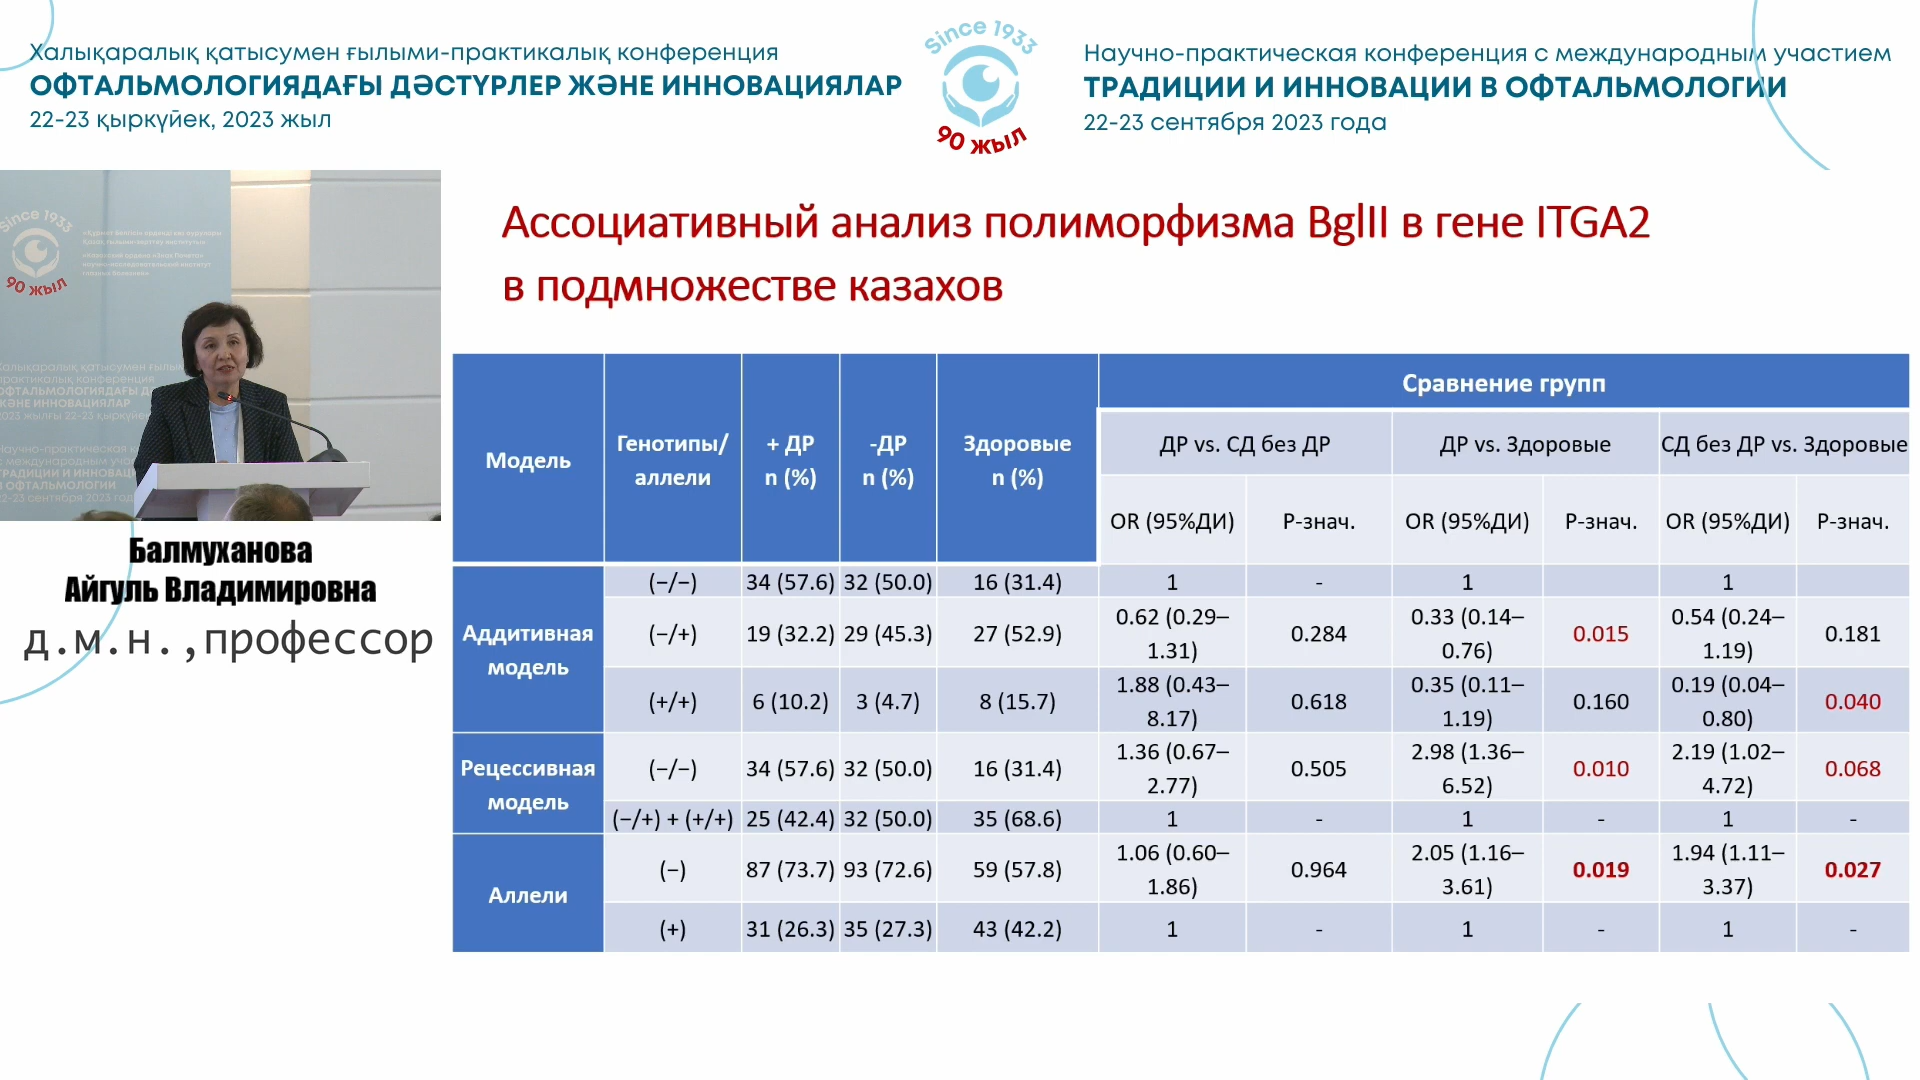 Халықаралық қатысумен ғылыми-практикалық конференция
ОФТАЛЬМОЛОГИЯДАҒЫ ДӘСТҮРЛЕР ЖӘНЕ ИННОВАЦИЯЛАР
22-23 қыркүйек, 2023 жыл
Since 1933
90 жыл
Научно-практическая конференция с международным участием
ТРАДИЦИИ И ИННОВАЦИИ В ОФТАЛЬМОЛОГИИ
22-23 сентября 2023 года
Since 1933
90 жыл
Балмуханова
Айгуль Владимировна
д.м.н.,профессор
Ассоциативный анализ полиморфизма BglII в гене ITGA2
в подмножестве казахов
Модель Генотипы/ аллели + ДР n (%) -ДР n (%) Здоровые n (%) Сравнение групп
ДР vs. СД без ДР ДР vs. Здоровые СД без ДР vs. Здоровые
OR (95%ДИ) P-знач. OR (95%ДИ) P-знач. OR (95%ДИ) P-знач.
Аддитивная модель (−/−) 34 (57.6) 32 (50.0) 16 (31.4) 1 - 1 1
(−/+) 19 (32.2) 29 (45.3) 27 (52.9) 0.62 (0.29–1.31) 0.284 0.33 (0.14–0.76) 0.015 0.54 (0.24–1.19) 0.181
(+/+) 6 (10.2) 3 (4.7) 8 (15.7) 1.88 (0.43–8.17) 0.618 0.35 (0.11–1.19) 0.160 0.19 (0.04–0.80) 0.040
Рецессивная модель (−/−) 34 (57.6) 32 (50.0) 16 (31.4) 1.36 (0.67–2.77) 0.505 2.98 (1.36–6.52) 0.010 2.19 (1.02–4.72) 0.068
(−/+) + (+/+) 25 (42.4) 32 (50.0) 35 (68.6) 1 - 1 - 1 -
Аллели (−) 87 (73.7) 93 (72.6) 59 (57.8) 1.06 (0.60–1.86) 0.964 2.05 (1.16–3.61) 0.019 1.94 (1.11–3.37) 0.027
(+) 31 (26.3) 35 (27.3) 43 (42.2) 1 - 1 - 1 -